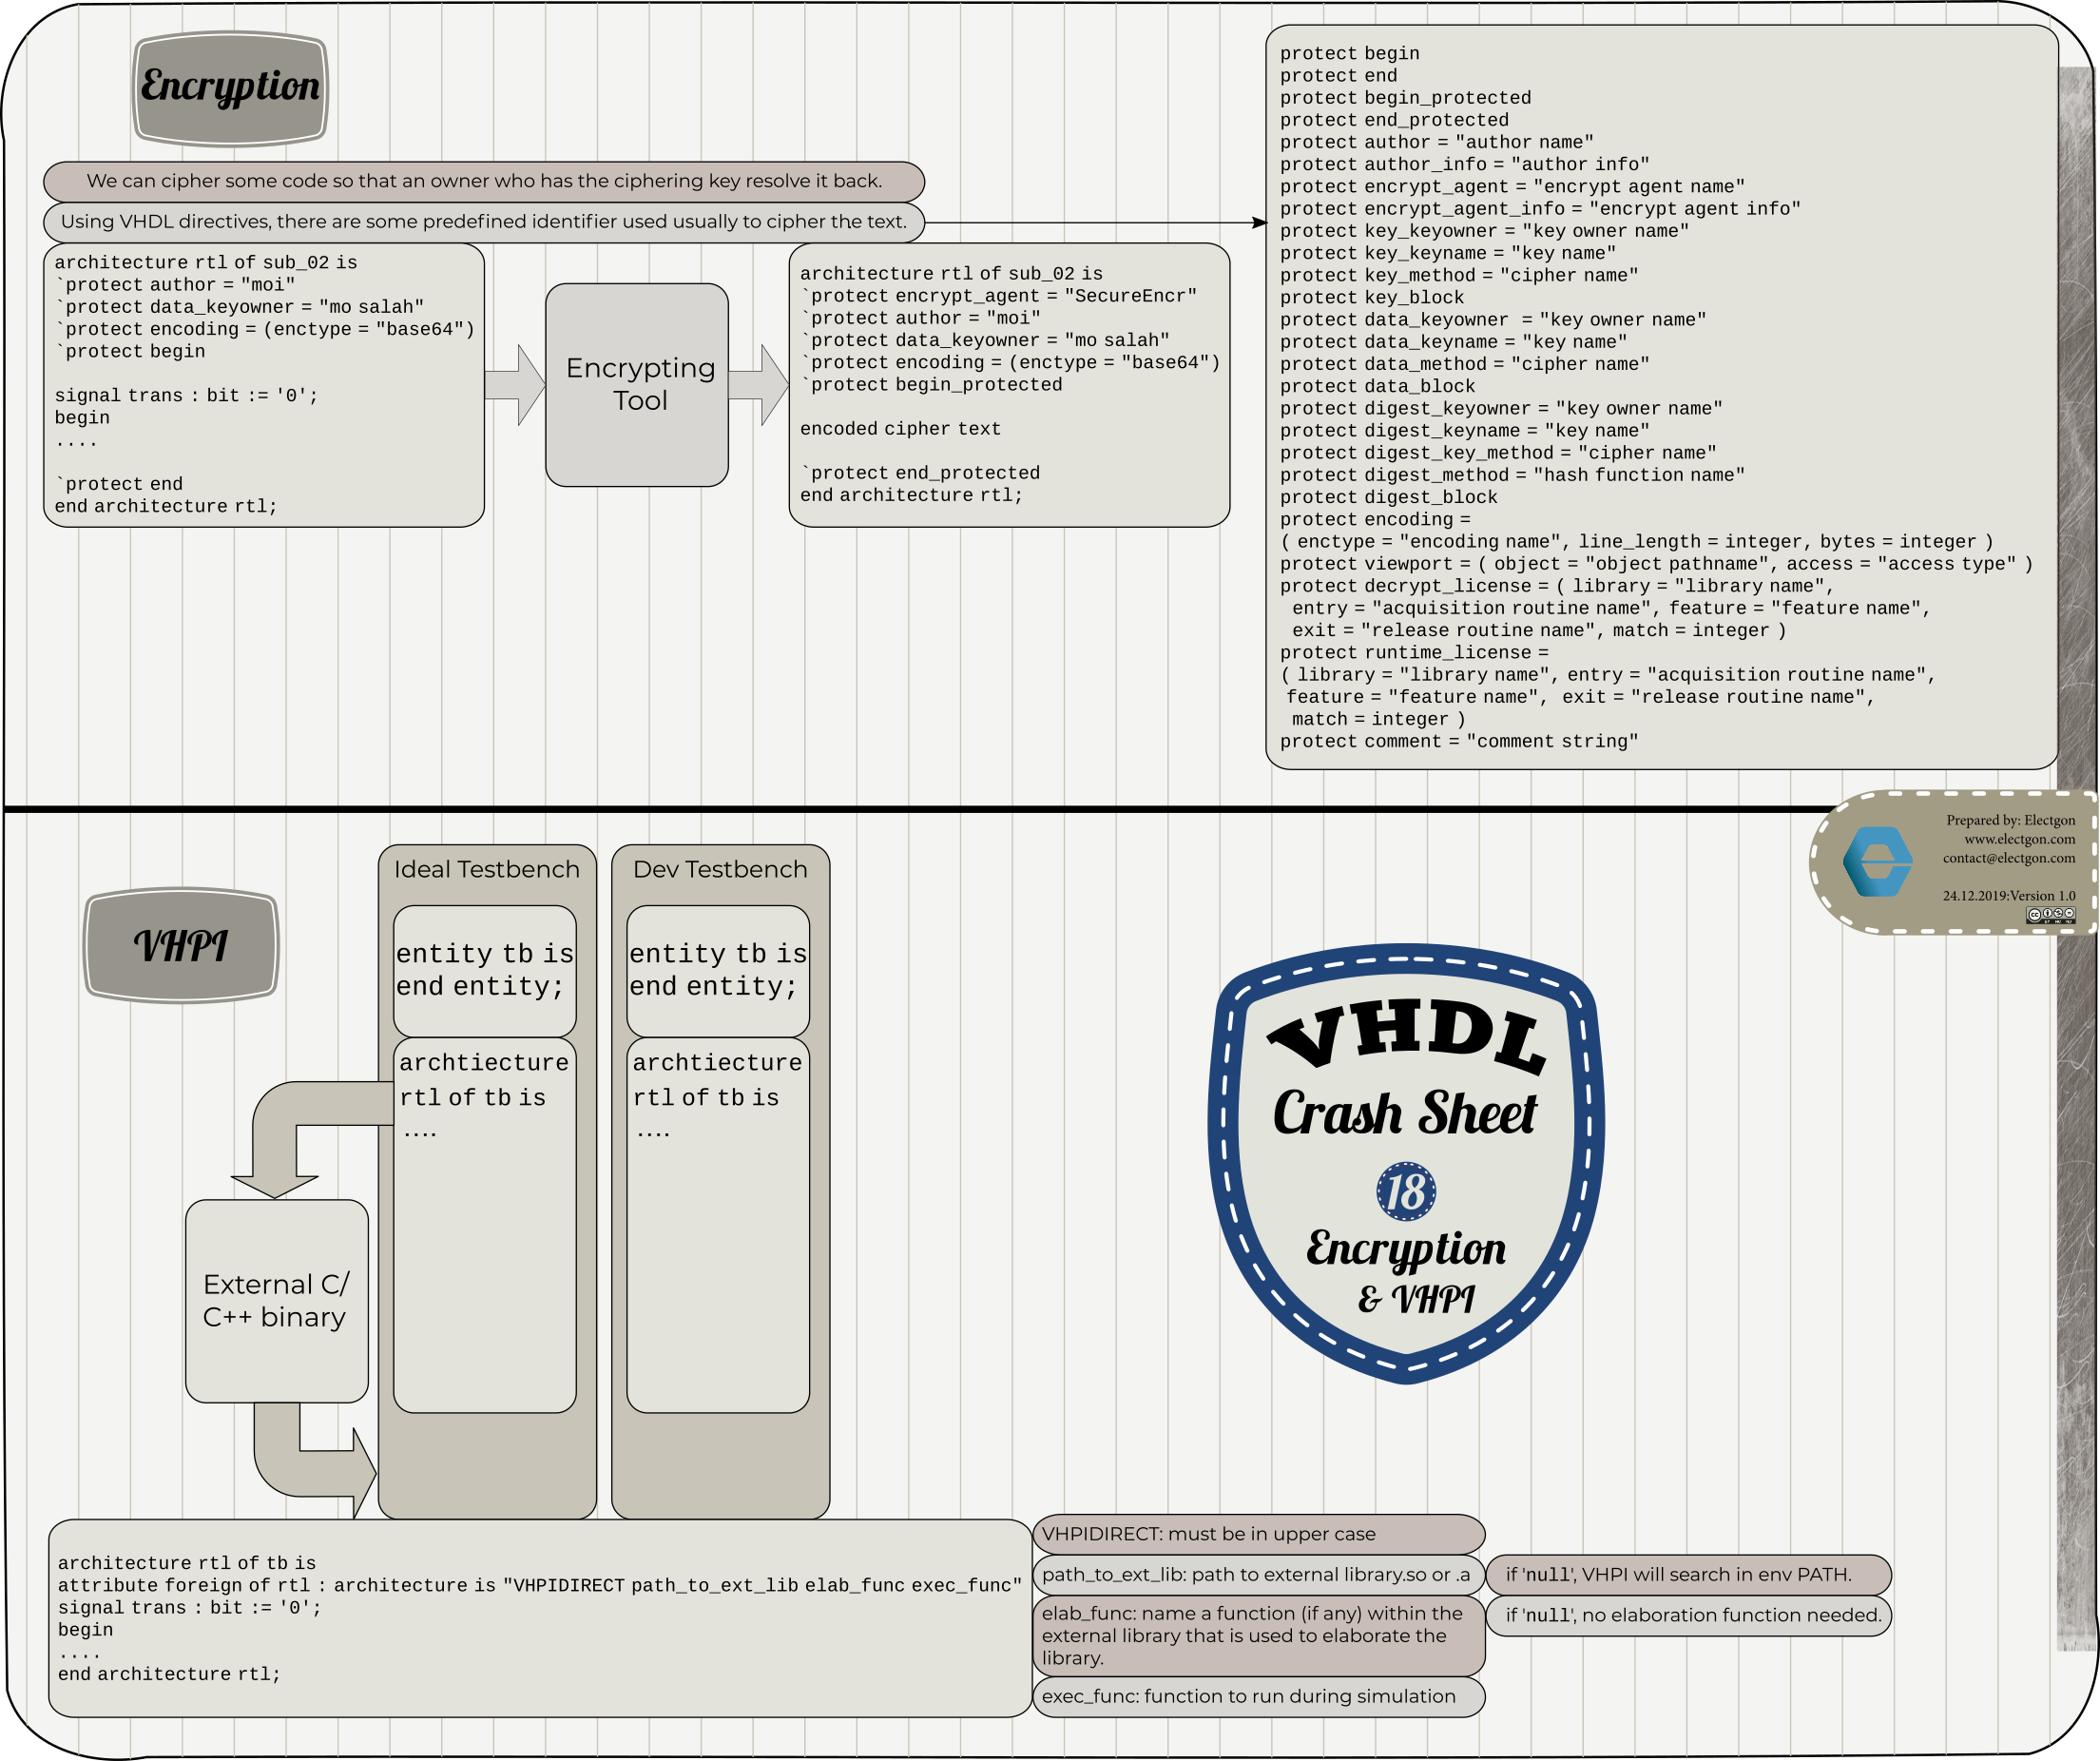 Encryption
We can cipher some code so that an owner who has the ciphering key resolve it back.
Using VHDL directives, there are some predefined identifier used usually to cipher the text.
architecture rtl of sub_02 is
`protect author = "moi"
`protect data_keyowner = "mo salah"
`protect encoding = (enctype = "base64")
`protect begin
signal trans : bit := '0';
begin
....
`protect end
end architecture rtl;
Encrypting
Tool
architecture rtl of sub_02 is
`protect encrypt_agent = "SecureEncr"
`protect author = "moi"
`protect data_keyowner = "mo salah"
`protect encoding = (enctype = "base64")
`protect begin_protected
encoded cipher text
`protect end_protected
end architecture rtl;
protect begin
protect end
protect begin_protected
protect end_protected
protect author = "author name"
protect author_info = "author info"
protect encrypt_agent = "encrypt agent name"
protect encrypt_agent_info = "encrypt agent info"
protect key_keyowner = "key owner name"
protect key_keyname = "key name"
protect key_method = "cipher name"
protect key_block
protect data_keyowner = "key owner name"
protect data_keyname = "key name"
protect data_method = "cipher name"
protect data_block
protect digest_keyowner = "key owner name"
protect digest_keyname = "key name"
protect digest_key_method = "cipher name"
protect digest_method = "hash function name"
protect digest_block
protect encoding =
( enctype = "encoding name", line_length = integer, bytes = integer )
protect viewport = ( object = "object pathname", access = "access type" )
protect decrypt_license = ( library = "library name",
entry = "acquisition routine name", feature = "feature name",
exit = "release routine name", match = integer )
protect runtime_license =
( library = "library name", entry = "acquisition routine name",
feature = "feature name", exit = "release routine name",
match = integer )
protect comment = "comment string"
Prepared by: Electgon
www.electgon.com
contact@electgon.com
24.12.2019:Version 1.0
VHPI
Ideal Testbench
entity tb is
end entity;
archtiecture
rtl of tb is
....
Dev Testbench
entity tb is
end entity;
archtiecture
rtl of tb is
....
External C/
C++ binary
VHDL
Crash Sheet
18
Encryption
& VHPI
architecture rtl of tb is
attribute foreign of rtl : architecture is "VHPIDIRECT path_to_ext_lib elab_func exec_func"
signal trans : bit := '0';
begin
....
end architecture rtl;
VHPIDIRECT: must be in upper case
path_to_ext_lib: path to external library.so or .a
if 'null', VHPI will search in env PATH.
elab_func: name a function (if any) within the
external library that is used to elaborate the
library.
if 'null', no elaboration function needed.
exec_func: function to run during simulation